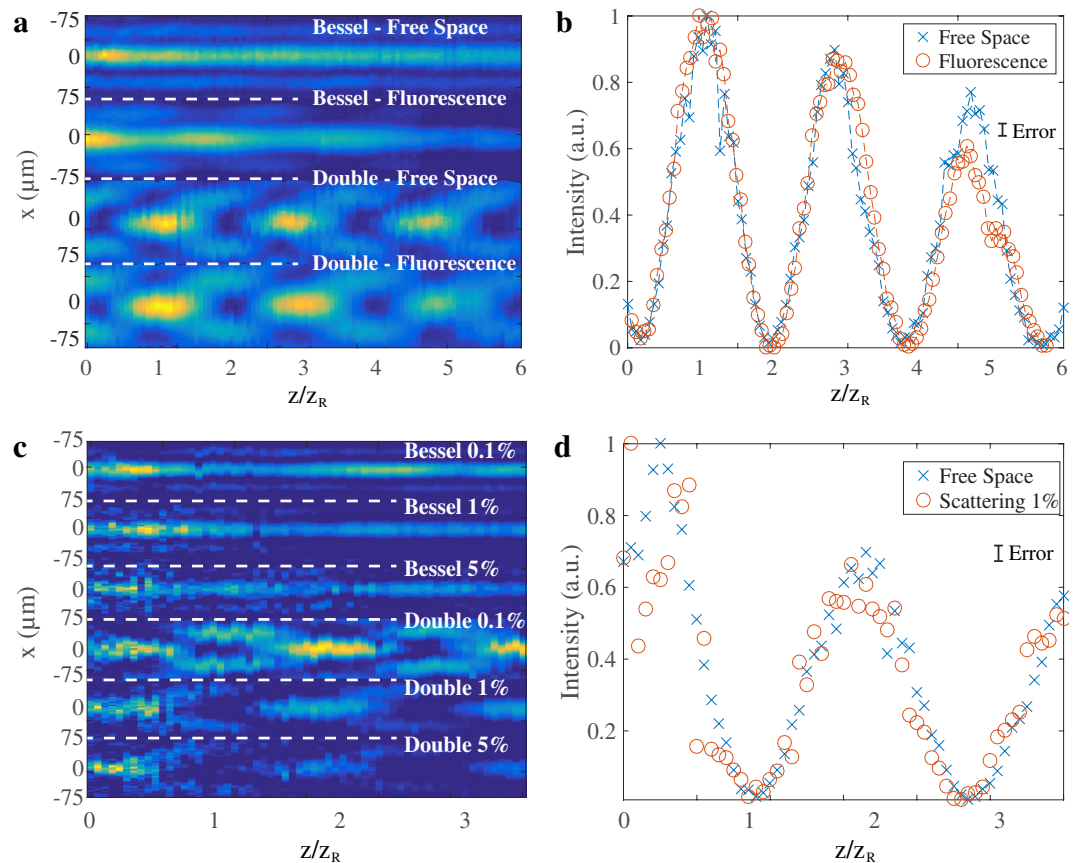 a
-75
0
75
0
-75
0
75
0
-75
x (µm)
Bessel - Free Space
Bessel - Fluorescence
Double - Free Space
Double - Fluorescence
0 1 2 3 4 5 6
z/zR
b
1
0.8
0.6
0.4
0.2
0
Intensity (a.u.)
Free Space
Fluorescence
Error
0 1 2 3 4 5 6
z/zR
c
-75
0
75
0
75
0
75
0
75
0
75
0
-75
x (µm)
Bessel 0.1%
Bessel 1%
Bessel 5%
Double 0.1%
Double 1%
Double 5%
0 1 2 3
z/zR
d
1
0.8
0.6
0.4
0.2
Intensity (a.u.)
Free Space
Scattering 1%
Error
0 1 2 3
z/zR